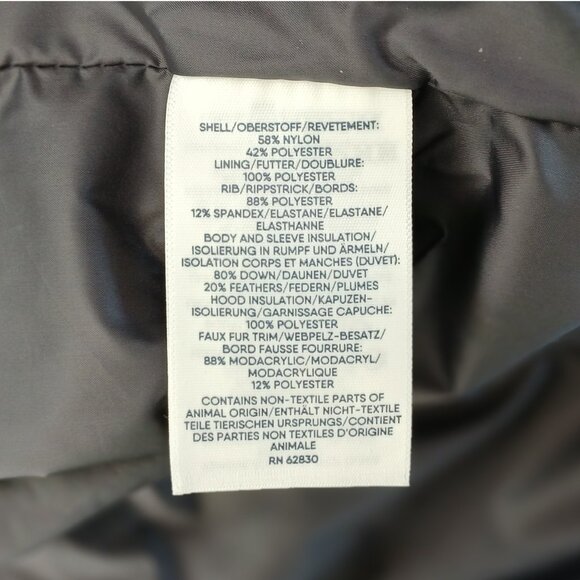 SHELL/OBERSTOFF/REVETEMENT:
58% NYLON
42% POLYESTER
LINING/FUTTER/DOUBLURE:
100% POLYESTER
RIB/RIPPSTRICK/BORDS:
88% POLYESTER
12% SPANDEX/ELASTANE/ELASTANE/
ELASTHANNE
BODY AND SLEEVE INSULATION/
ISOLIERUNG IN RUMPF UND ÄRMELN/
ISOLATION CORPS ET MANCHES (DUVET):
80% DOWN/DAUNEN/DUVET
20% FEATHERS/FEDERN/PLUMES
HOOD INSULATION/KAPUZEN-
ISOLIERUNG/GARNISSAGE CAPUCHE:
100% POLYESTER
FAUX FUR TRIM/WEBPELZ-BESATZ/
BORD FAUSSE FOURRURE:
88% MODACRYLIC/MODACRYL/
MODACRYLIQUE
12% POLYESTER
CONTAINS NON-TEXTILE PARTS OF
ANIMAL ORIGIN/ENTHÄLT NICHT-TEXTILE
TEILE TIERISCHEN URSPRUNGS/CONTIENT
DES PARTIES NON TEXTILES D'ORIGINE
ANIMALE
RN 62830